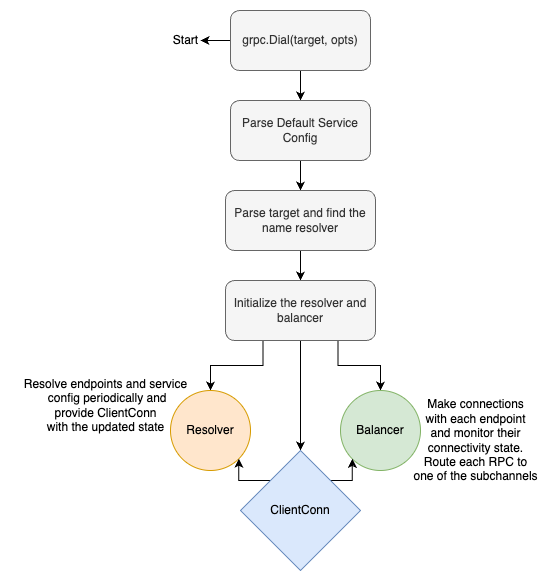 Start
grpc.Dial(target, opts)
Parse Default Service
Config
Parse target and find the
name resolver
Initialize the resolver and
balancer
Resolve endpoints and service
config periodically and
provide ClientConn
with the updated state
Resolver
Balancer
Make connections
with each endpoint
and monitor their
connectivity state.
Route each RPC to
one of the subchannels
ClientConn